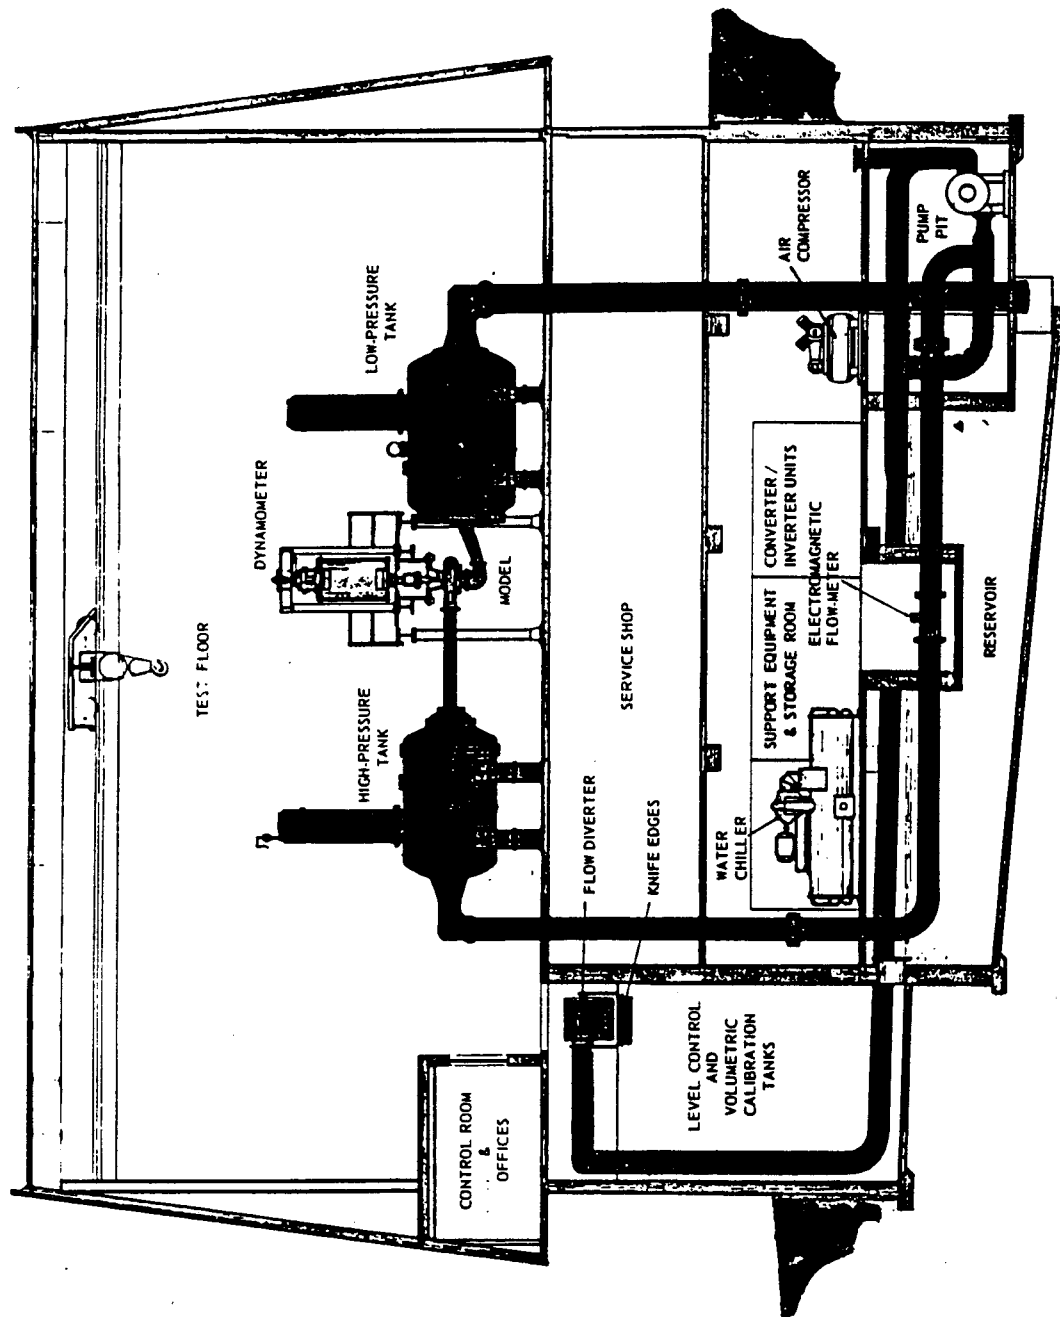 TEST FLOOR
DYNAMOMETER
HIGH-PRESSURE
TANK
LOW-PRESSURE
TANK
MODEL
CONTROL ROOM
&
OFFICES
FLOW DIVERTER
KNIFE EDGES
SERVICE SHOP
LEVEL CONTROL
AND
VOLUMETRIC
CALIBRATION
TANKS
WATER
CHILLER
SUPPORT EQUIPMENT
& STORAGE ROOM
CONVERTER/
INVERTER UNITS
ELECTROMAGNETIC
FLOW-METER
AIR
COMPRESSOR
PUMP
PIT
RESERVOIR